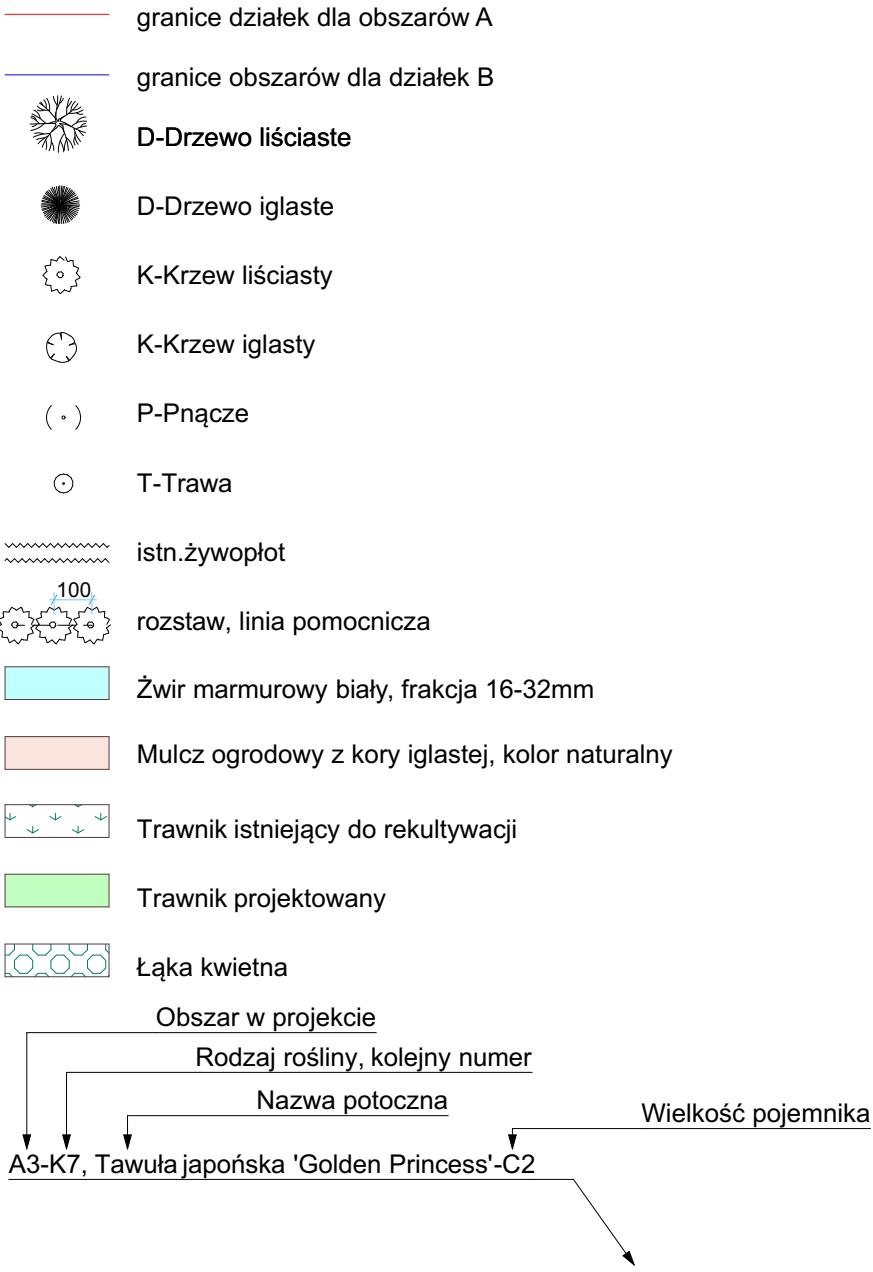 granice działek dla obszarów A
granice obszarów dla działek B
D-Drzewo liściaste
D-Drzewo iglaste
K-Krzew liściasty
K-Krzew iglasty
P-Pnącze
T-Trawa
istn.żywopłot
100
rozstaw, linia pomocnicza
Żwir marmurowy biały, frakcja 16-32mm
Mulcz ogrodowy z kory iglastej, kolor naturalny
Trawnik istniejący do rekultywacji
Trawnik projektowany
Łąka kwietna
Obszar w projekcie
Rodzaj rośliny, kolejny numer
Nazwa potoczna
Wielkość pojemnika
A3-K7, Tawuła japońska 'Golden Princess'-C2